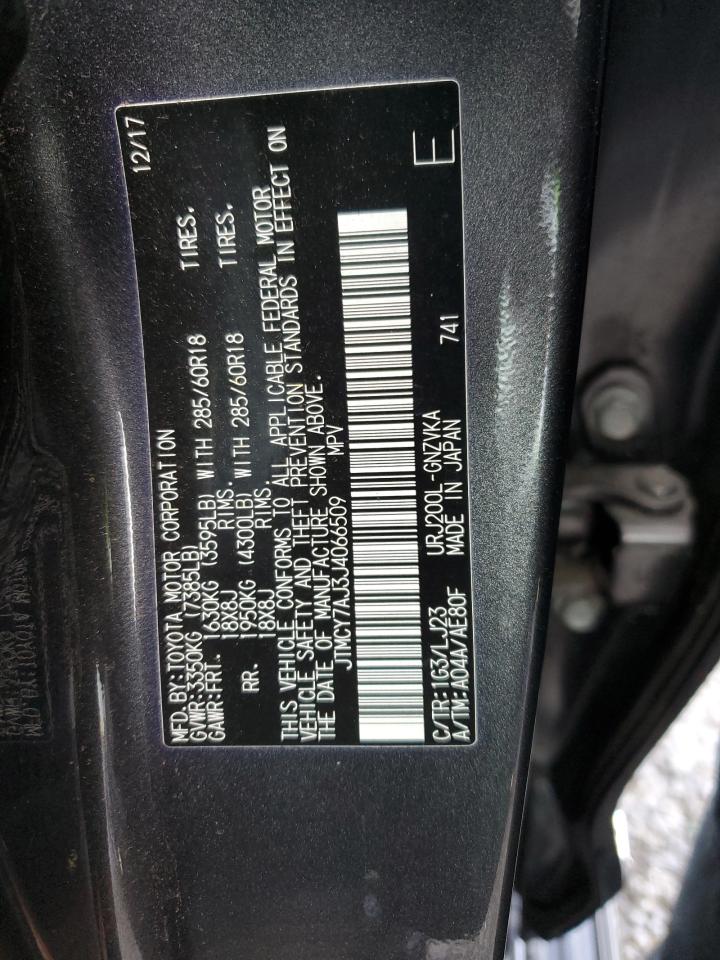 MFD.BY:TOYOTA MOTOR CORPORATION 12/17
GVWR:3350KG (7385LB)
GAWR:FRT. 1630KG (3595LB) WITH 285/60R18 TIRES.
18X8J RIMS.
RR. 1950KG (4300LB) WITH 285/60R18 TIRES.
18X8J RIMS
THIS VEHICLE CONFORMS TO ALL APPLICABLE FEDERAL MOTOR
VEHICLE SAFETY AND THEFT PREVENTION STANDARDS IN EFFECT ON
THE DATE OF MANUFACTURE SHOWN ABOVE.
JTMCY7AJ3J4066509 MPV
C/TR:1G3/LJ23 URJ200L-GNZVKA E
A/TM:A04A/AE80F MADE IN JAPAN 741